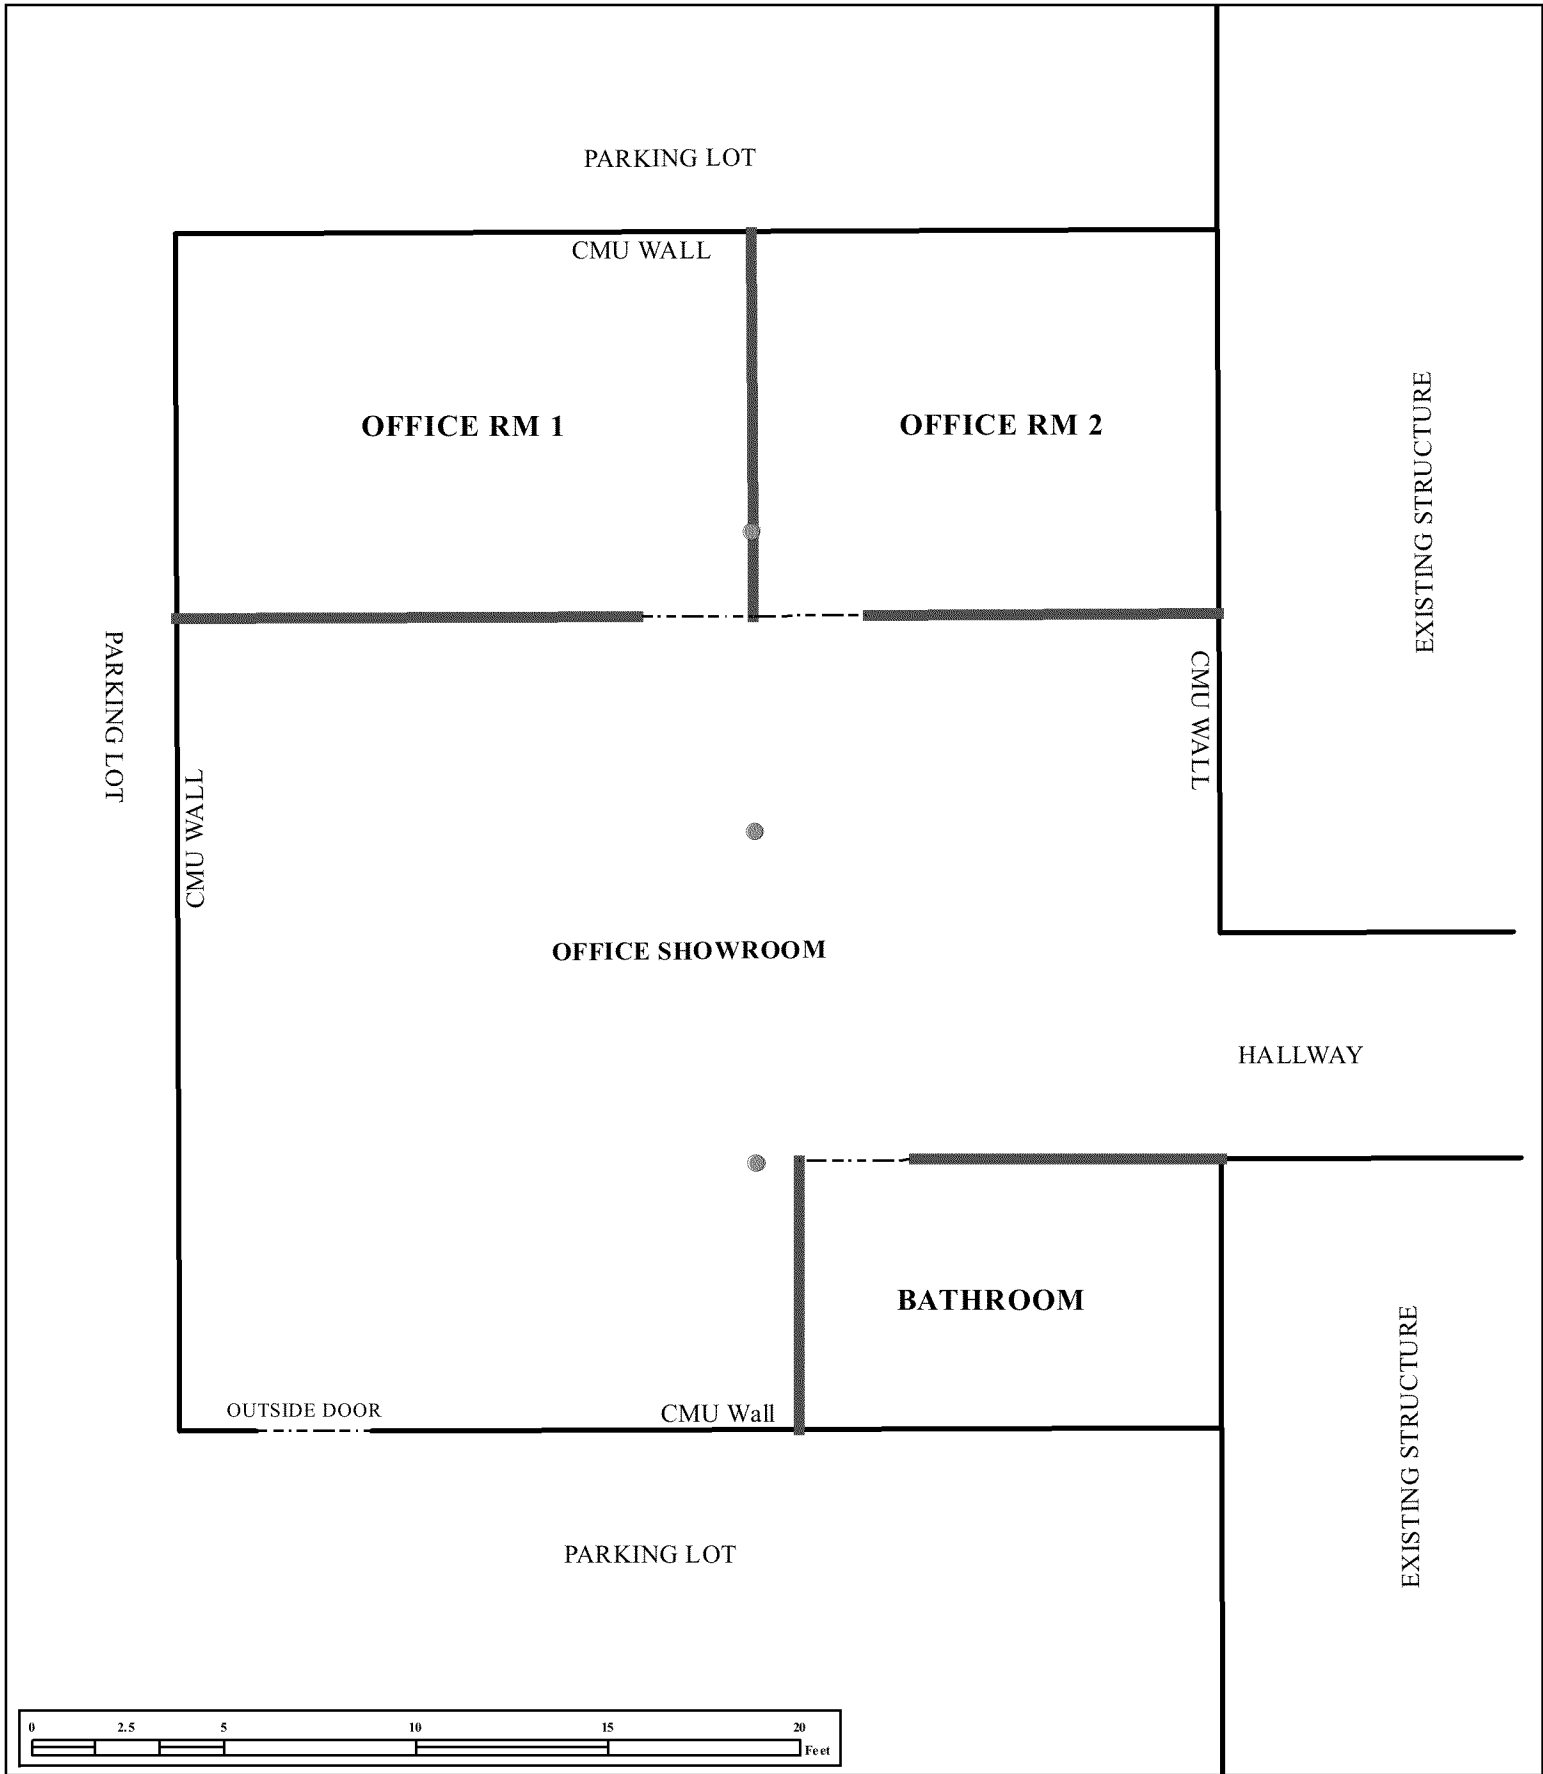 PARKING LOT
CMU WALL
OFFICE RM 1
OFFICE RM 2
EXISTING STRUCTURE
PARKING LOT
CMU WALL
CMU WALL
OFFICE SHOWROOM
HALLWAY
BATHROOM
EXISTING STRUCTURE
OUTSIDE DOOR
CMU Wall
PARKING LOT
0 2.5 5 10 15 20
Feet